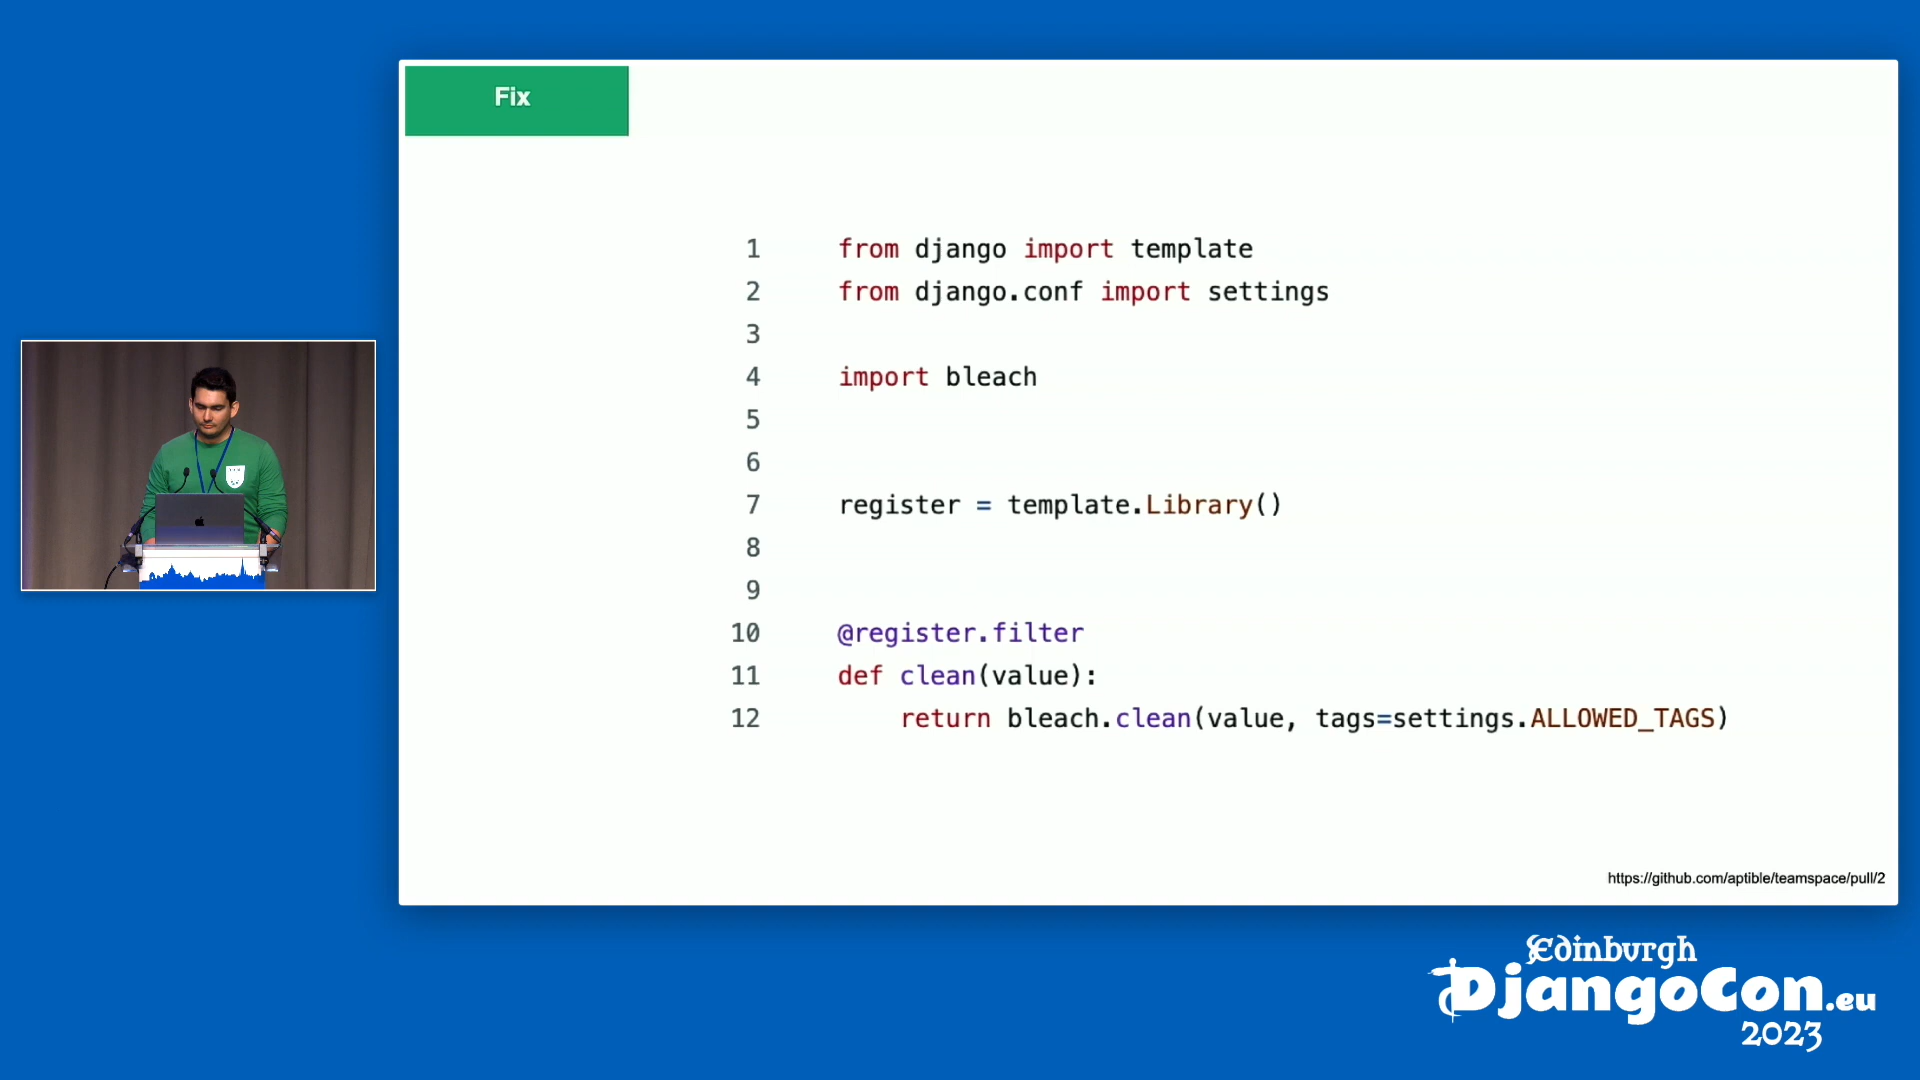 Fix
1 from django import template
2 from django.conf import settings
3
4 import bleach
5
6
7 register = template.Library()
8
9
10 @register.filter
11 def clean(value):
12 return bleach.clean(value, tags=settings.ALLOWED_TAGS)
https://github.com/aptible/teamspace/pull/2
Edinburgh
DjangoCon.eu
2023